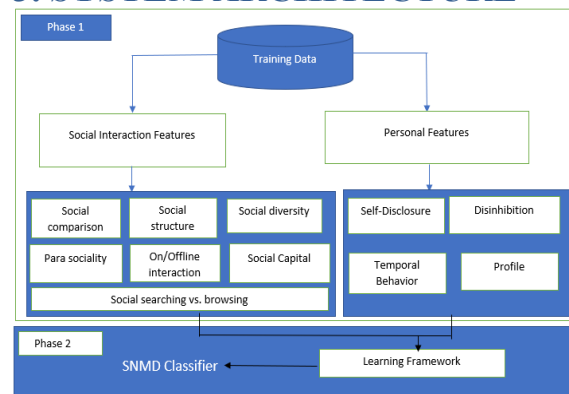 Phase 1
Training Data
Social Interaction Features
Personal Features
Social
comparison
Social
structure
Social diversity
Self-Disclosure
Disinhibition
Para sociality
On/Offline
interaction
Social Capital
Temporal
Behavior
Profile
Social searching vs. browsing
Phase 2
SNMD Classifier
Learning Framework